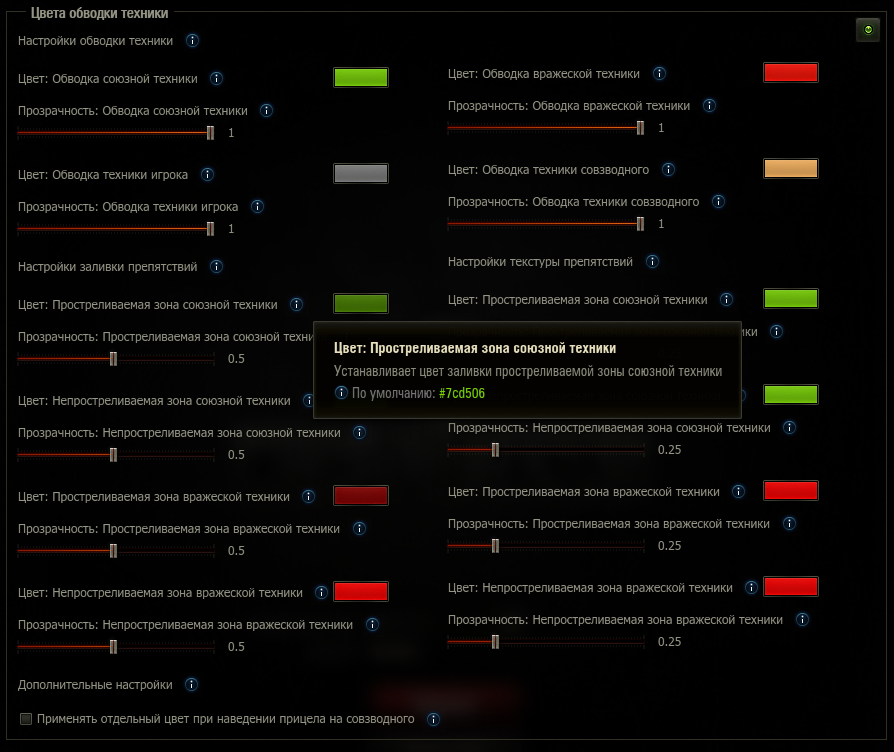 Цвета обводки техники
Настройки обводки техники
Цвет: Обводка союзной техники
Прозрачность: Обводка союзной техники
1
Цвет: Обводка техники игрока
Прозрачность: Обводка техники игрока
1
Настройки заливки препятствий
Цвет: Простреливаемая зона союзной техники
Прозрачность: Простреливаемая зона союзной
0.5
Цвет: Непростреливаемая зона союзной техники
Прозрачность: Непростреливаемая зона союзной техники
0.5
Цвет: Простреливаемая зона вражеской техники
Прозрачность: Простреливаемая зона вражеской техники
0.5
Цвет: Непростреливаемая зона вражеской техники
Прозрачность: Непростреливаемая зона вражеской техники
0.5
Дополнительные настройки
Применять отдельный цвет при наведении прицела на совзводного
Цвет: Обводка вражеской техники
Прозрачность: Обводка вражеской техники
1
Цвет: Обводка техники совзводного
Прозрачность: Обводка техники совзводного
1
Настройки текстуры препятствий
Цвет: Простреливаемая зона союзной техники
Цвет: Простреливаемая зона союзной техники
Устанавливает цвет заливки простреливаемой зоны союзной техники
По умолчанию: #7cd506
Прозрачность: Непростреливаемая зона союзной техники
0.25
Цвет: Простреливаемая зона вражеской техники
Прозрачность: Простреливаемая зона вражеской техники
0.25
Цвет: Непростреливаемая зона вражеской техники
Прозрачность: Непростреливаемая зона вражеской техники
0.25